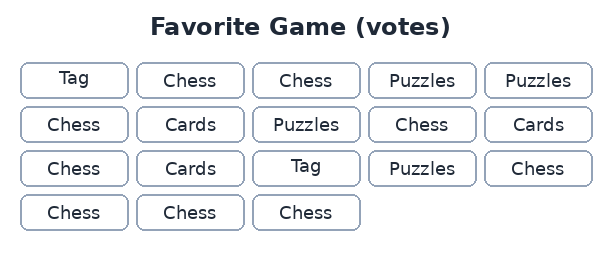 Favorite Game (votes)
Tag Chess Chess Puzzles Puzzles
Chess Cards Puzzles Chess Cards
Chess Cards Tag Puzzles Chess
Chess Chess Chess